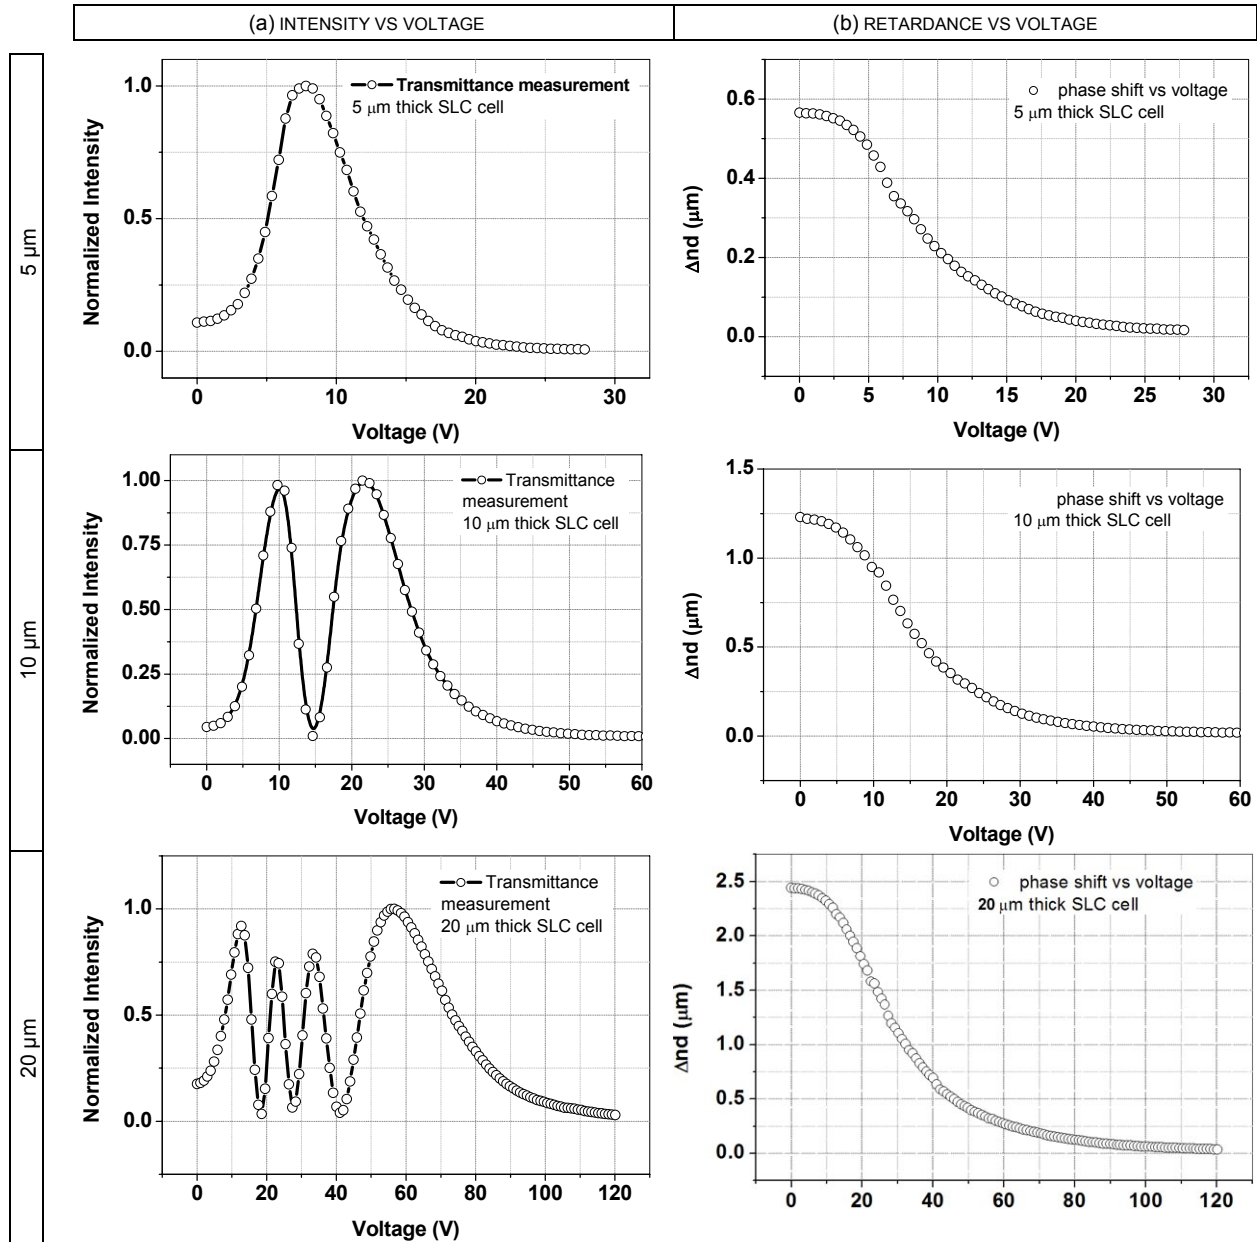 (a) INTENSITY VS VOLTAGE
(b) RETARDANCE VS VOLTAGE
5 µm
Normalized Intensity
1.0
0.5
0.0
Transmittance measurement
5 µm thick SLC cell
0 10 20 30
Voltage (V)
Δnd (µm)
0.6
0.4
0.2
0.0
phase shift vs voltage
5 µm thick SLC cell
0 5 10 15 20 25 30
Voltage (V)
10 µm
Normalized Intensity
1.00
0.75
0.50
0.25
0.00
Transmittance
measurement
10 µm thick SLC cell
0 10 20 30 40 50 60
Voltage (V)
Δnd (µm)
1.5
1.0
0.5
0.0
phase shift vs voltage
10 µm thick SLC cell
0 10 20 30 40 50 60
Voltage (V)
20 µm
Normalized Intensity
1.0
0.5
0.0
Transmittance
measurement
20 µm thick SLC cell
0 20 40 60 80 100 120
Voltage (V)
Δnd (µm)
2.5
2.0
1.5
1.0
0.5
0.0
phase shift vs voltage
20 µm thick SLC cell
0 20 40 60 80 100 120